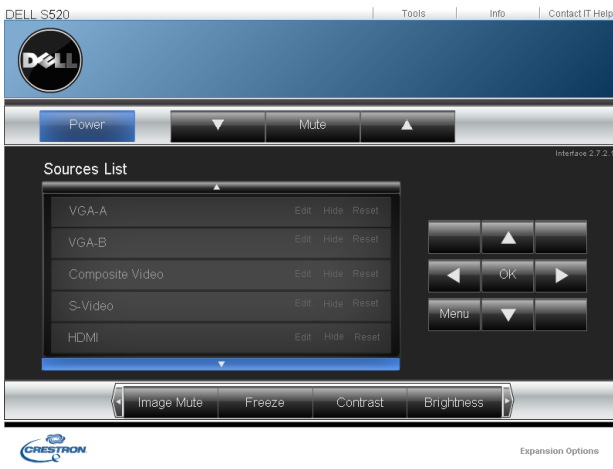 DELL S520
Tools Info Contact IT Help
DELL
Power Mute
Interface 2.7.2.1
Sources List
VGA-A Edit Hide Reset
VGA-B Edit Hide Reset
Composite Video Edit Hide Reset
S-Video Edit Hide Reset
HDMI Edit Hide Reset
OK
Menu
Image Mute Freeze Contrast Brightness
CRESTRON
Expansion Options